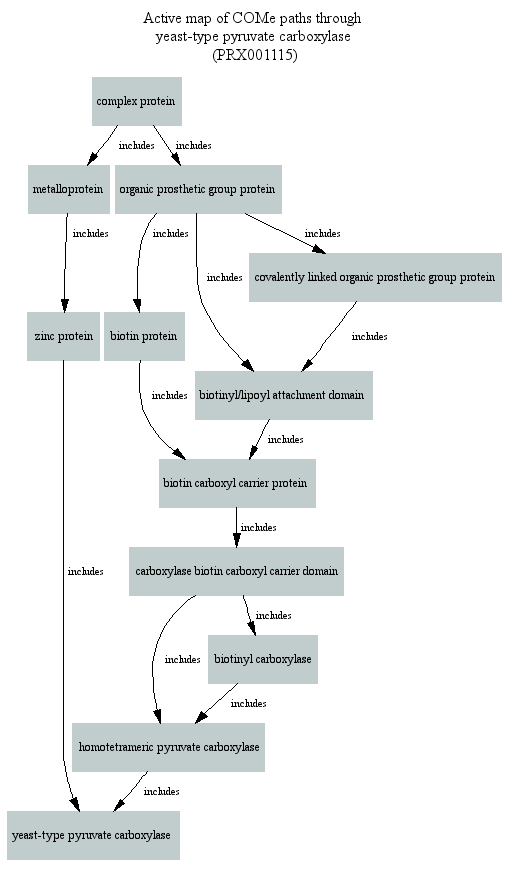 Active map of COMe paths through
yeast-type pyruvate carboxylase
(PRX001115)
complex protein
includes
includes
metalloprotein
organic prosthetic group protein
includes
includes
includes
includes
covalently linked organic prosthetic group protein
zinc protein
biotin protein
includes
biotinyl/lipoyl attachment domain
includes
includes
biotin carboxyl carrier protein
includes
carboxylase biotin carboxyl carrier domain
includes
includes
includes
biotinyl carboxylase
includes
homotetrameric pyruvate carboxylase
includes
yeast-type pyruvate carboxylase